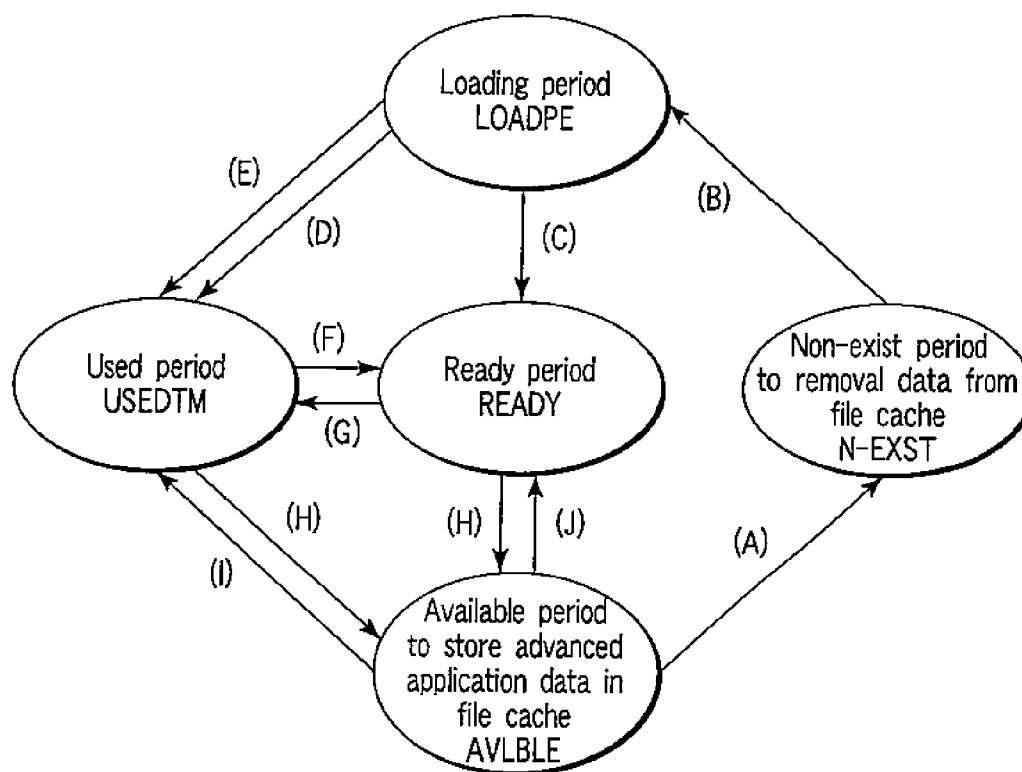 Loading period
LOADPE
(E)
(D)
(B)
(C)
Used period
USEDTM
(F)
(G)
Ready period
READY
Non-exist period
to removal data from
file cache
N-EXST
(H)
(I)
(H)
(J)
(A)
Available period
to store advanced
application data in
file cache
AVLBLE